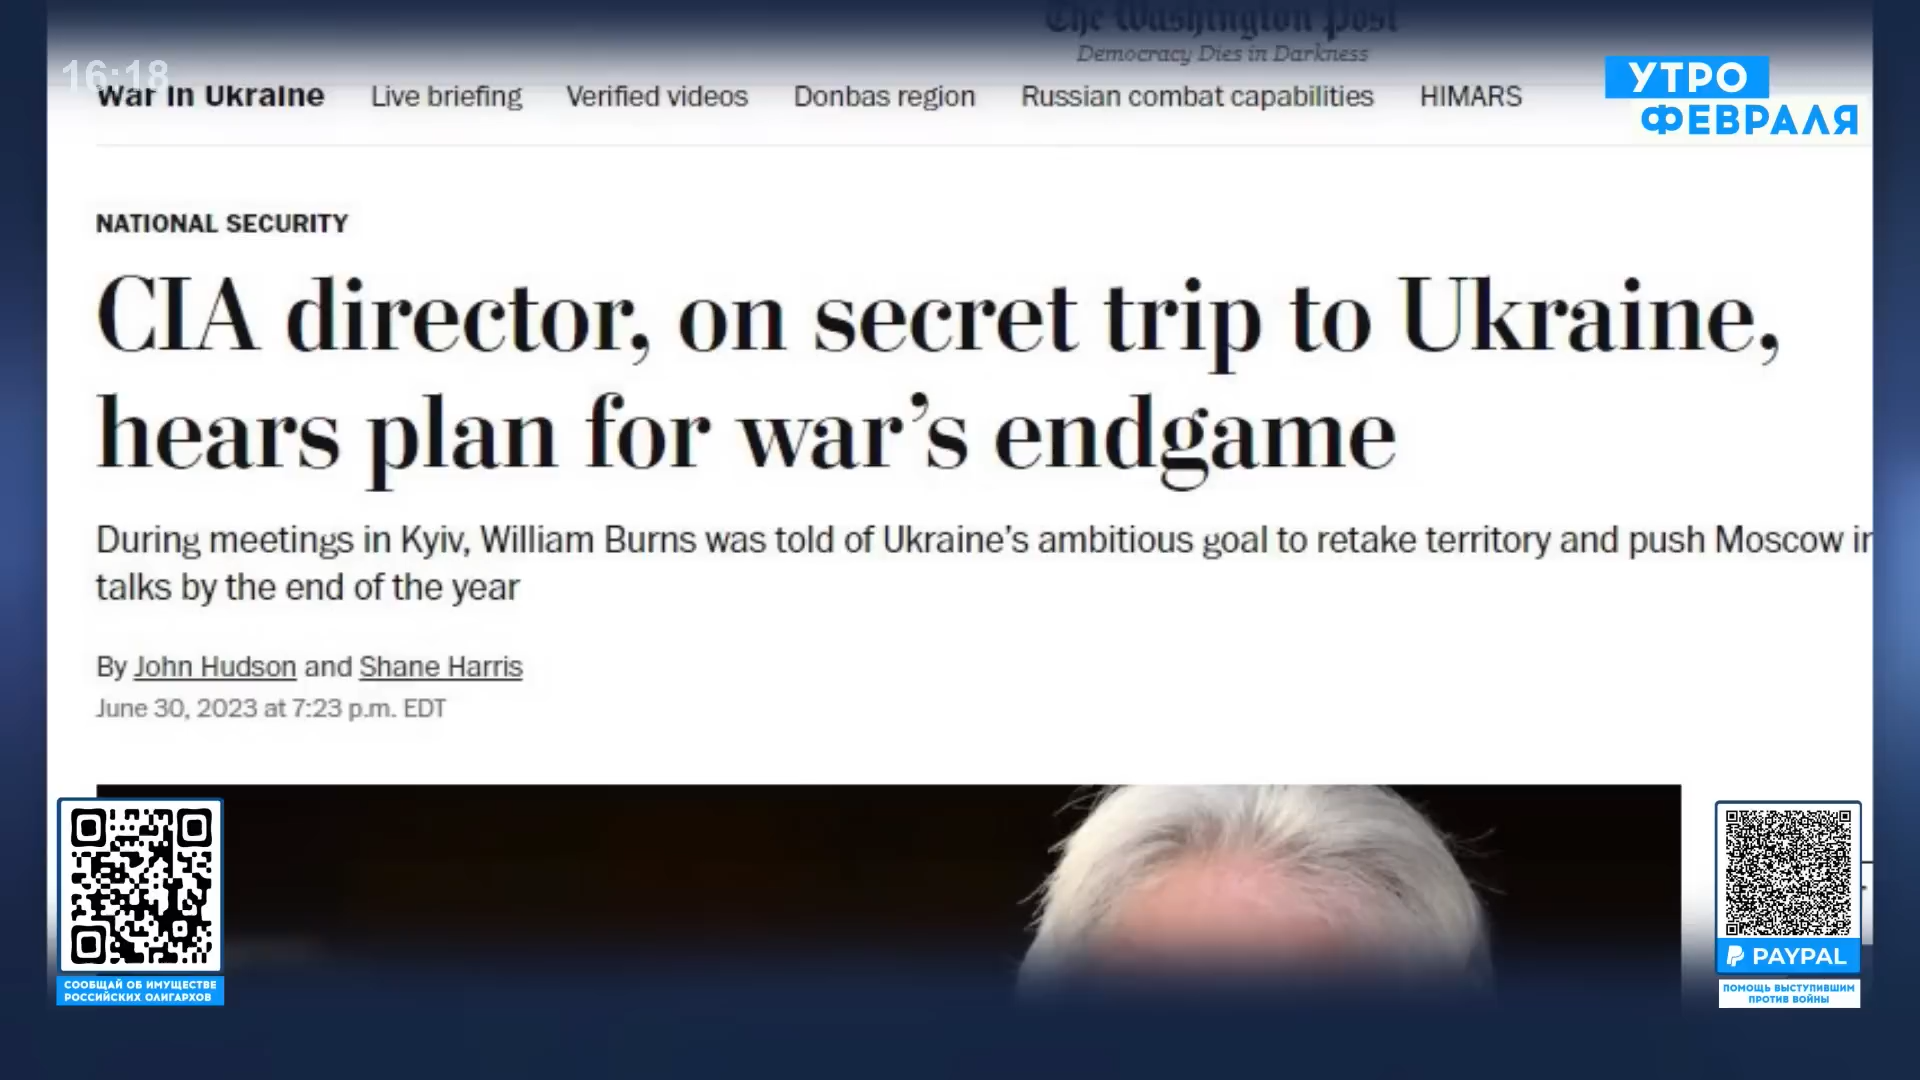 The Washington Post
Democracy Dies in Darkness
16:18
War in Ukraine Live briefing Verified videos Donbas region Russian combat capabilities HIMARS
УТРО
ФЕВРАЛЯ
NATIONAL SECURITY
CIA director, on secret trip to Ukraine,
hears plan for war’s endgame
During meetings in Kyiv, William Burns was told of Ukraine’s ambitious goal to retake territory and push Moscow
talks by the end of the year
By John Hudson and Shane Harris
June 30, 2023 at 7:23 p.m. EDT
СООБЩАЙ ОБ ИМУЩЕСТВЕ
РОССИЙСКИХ ОЛИГАРХОВ
PAYPAL
ПОМОЩЬ ВЫСТУПИВШИМ
ПРОТИВ ВОЙНЫ